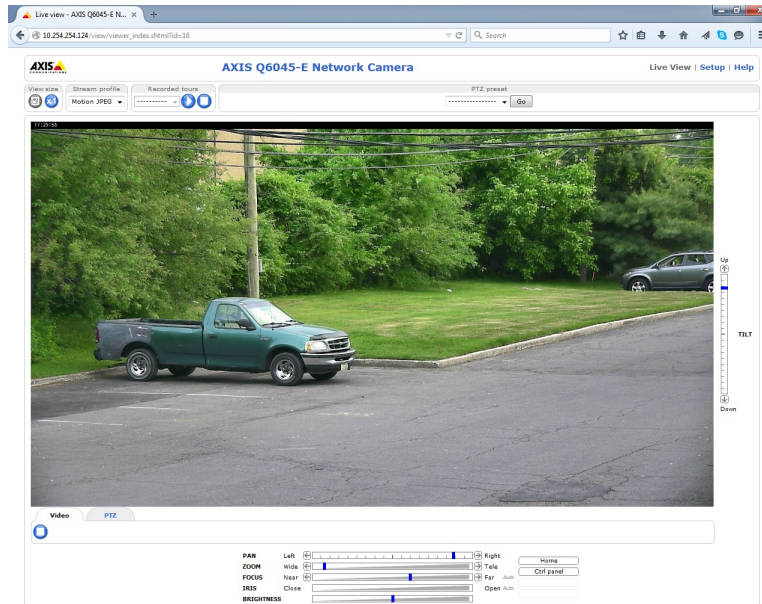 Live view - AXIS Q6045-E N... × +
10.254.254.124/view/viewer_index.shtml?id=16
Search
AXIS
COMMUNICATIONS
AXIS Q6045-E Network Camera
Live View | Setup | Help
View size Stream profile Recorded tours PTZ preset
Motion JPEG ---------- ---------------- Go
17:25:55
Up
TILT
Down
Video PTZ
PAN Left Right Home
ZOOM Wide Tele Ctrl panel
FOCUS Near Far Auto
IRIS Close Open Auto
BRIGHTNESS